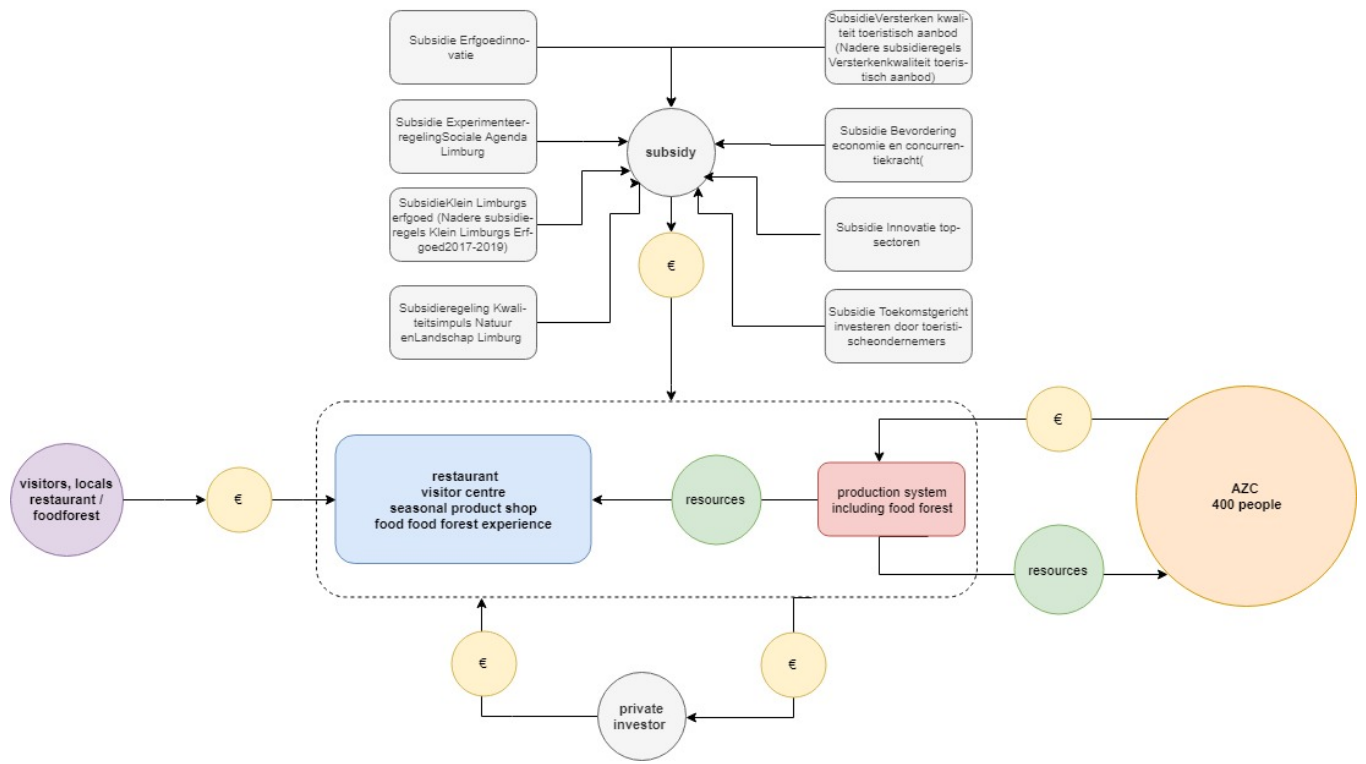 Subsidie Erfgoedinno-
vatie
SubsidieVersterken kwali-
teit toeristisch aanbod
(Nadere subsidieregels
Versterkenkwaliteit toeris-
tisch aanbod)
Subsidie Experimenteer-
regelingSociale Agenda
Limburg
subsidy
Subsidie Bevordering
economie en concurren-
tiekracht(
SubsidieKlein Limburgs
erfgoed (Nadere subsidie-
regels Klein Limburgs Erf-
goed2017-2019)
Subsidie Innovatie top-
sectoren
€
Subsidieregeling Kwali-
teitsimpuls Natuur
enLandschap Limburg
Subsidie Toekomstgericht
investeren door toeristi-
scheondernemers
€
visitors, locals
restaurant /
foodforest
€
restaurant
visitor centre
seasonal product shop
food food forest experience
resources
production system
including food forest
AZC
400 people
resources
€
€
private
investor